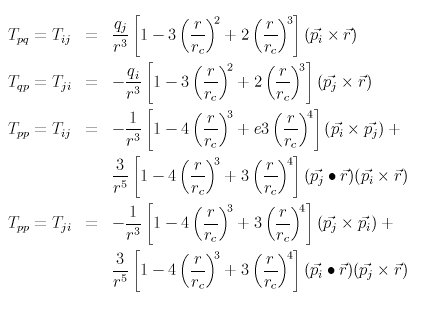 T_{pq} = T_{ij} = \frac{q_j}{r^3} \left[ 1 - 3 \left( \frac{r}{r_c} \right)^2 + 2 \left( \frac{r}{r_c} \right)^3 \right] (\vec{p_i} \times \vec{r})
T_{qp} = T_{ji} = -\frac{q_i}{r^3} \left[ 1 - 3 \left( \frac{r}{r_c} \right)^2 + 2 \left( \frac{r}{r_c} \right)^3 \right] (\vec{p_j} \times \vec{r})
T_{pp} = T_{ij} = -\frac{1}{r^3} \left[ 1 - 4 \left( \frac{r}{r_c} \right)^3 + e3 \left( \frac{r}{r_c} \right)^4 \right] (\vec{p_i} \times \vec{p_j}) +
\frac{3}{r^5} \left[ 1 - 4 \left( \frac{r}{r_c} \right)^3 + 3 \left( \frac{r}{r_c} \right)^4 \right] (\vec{p_j} \bullet \vec{r}) (\vec{p_i} \times \vec{r})
T_{pp} = T_{ji} = -\frac{1}{r^3} \left[ 1 - 4 \left( \frac{r}{r_c} \right)^3 + 3 \left( \frac{r}{r_c} \right)^4 \right] (\vec{p_j} \times \vec{p_i}) +
\frac{3}{r^5} \left[ 1 - 4 \left( \frac{r}{r_c} \right)^3 + 3 \left( \frac{r}{r_c} \right)^4 \right] (\vec{p_i} \bullet \vec{r}) (\vec{p_j} \times \vec{r})